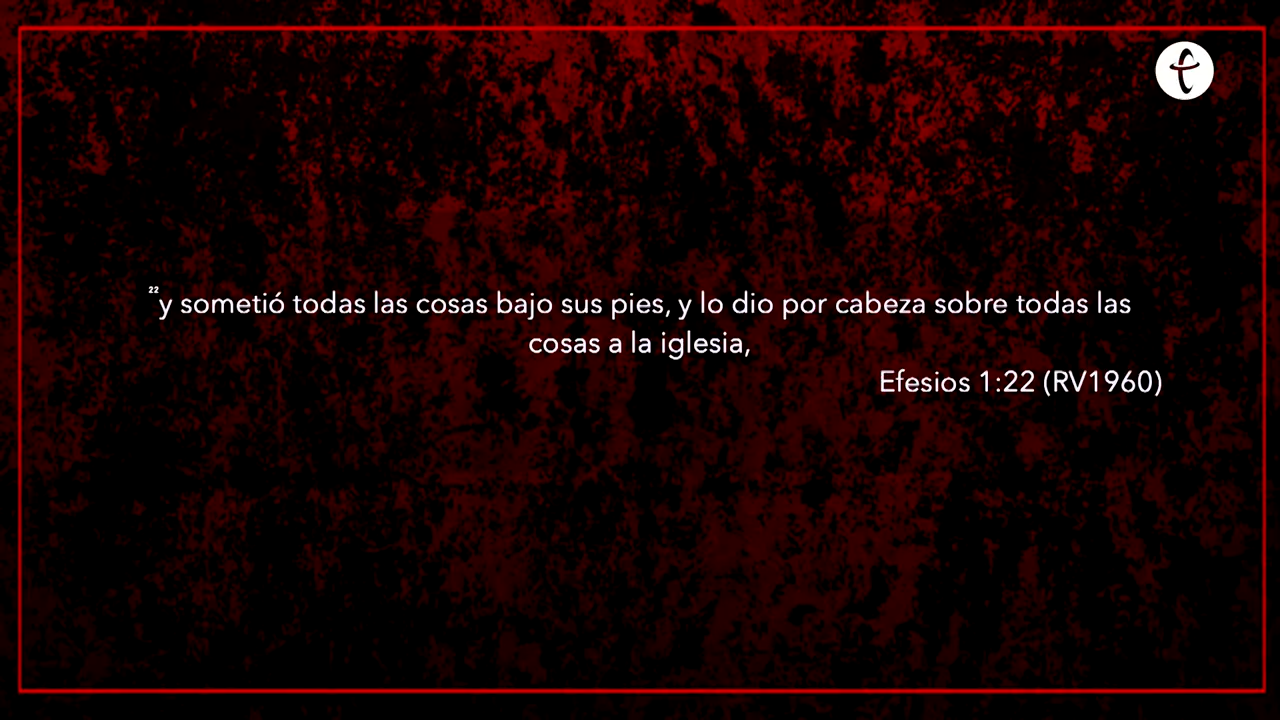 ²²y sometió todas las cosas bajo sus pies, y lo dio por cabeza sobre todas las
cosas a la iglesia,
Efesios 1:22 (RV1960)